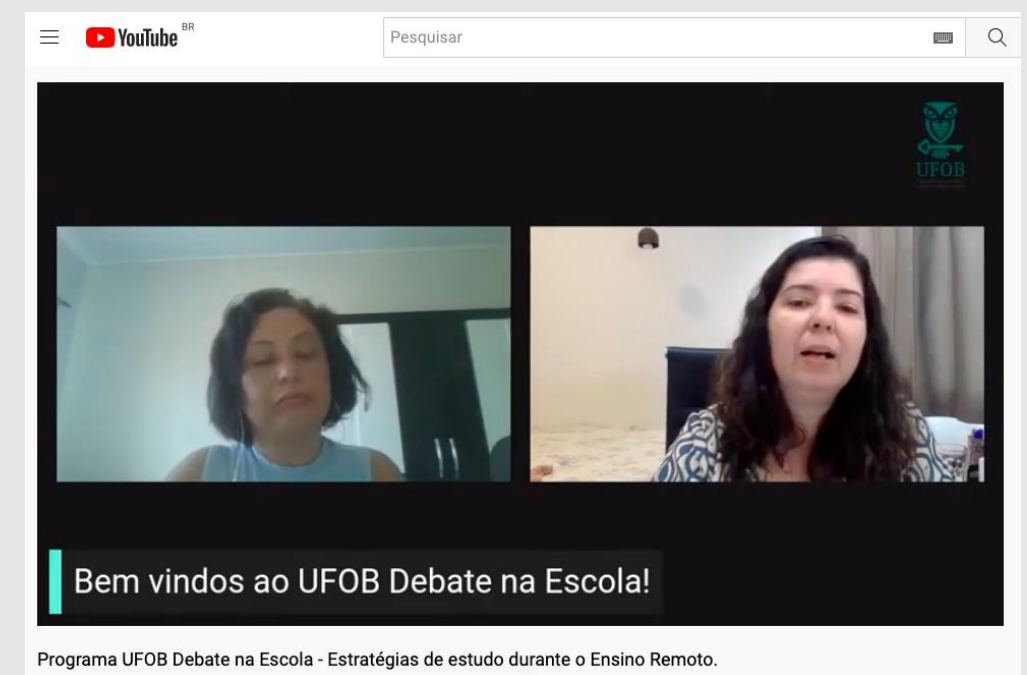 YouTube BR
Pesquisar
UFOB
Bem vindos ao UFOB Debate na Escola!
Programa UFOB Debate na Escola - Estratégias de estudo durante o Ensino Remoto.